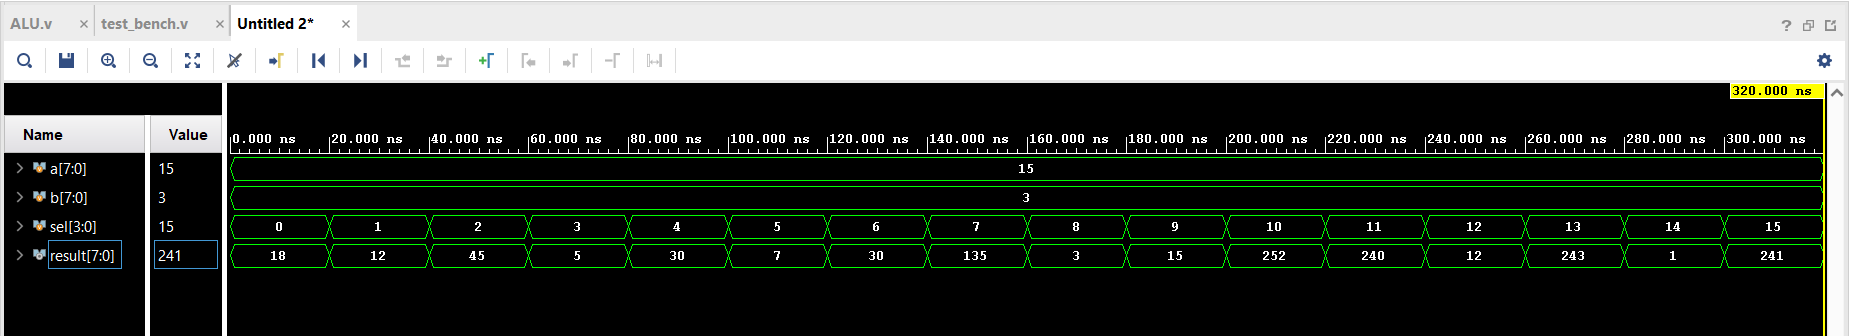 ALU.v × test_bench.v × Untitled 2* × ?
320.000 ns
Name Value 0.000 ns 20.000 ns 40.000 ns 60.000 ns 80.000 ns 100.000 ns 120.000 ns 140.000 ns 160.000 ns 180.000 ns 200.000 ns 220.000 ns 240.000 ns 260.000 ns 280.000 ns 300.000 ns
a[7:0] 15 15
b[7:0] 3 3
sel[3:0] 15 0 1 2 3 4 5 6 7 8 9 10 11 12 13 14 15
result[7:0] 241 18 12 45 5 30 7 30 135 3 15 252 240 12 243 1 241